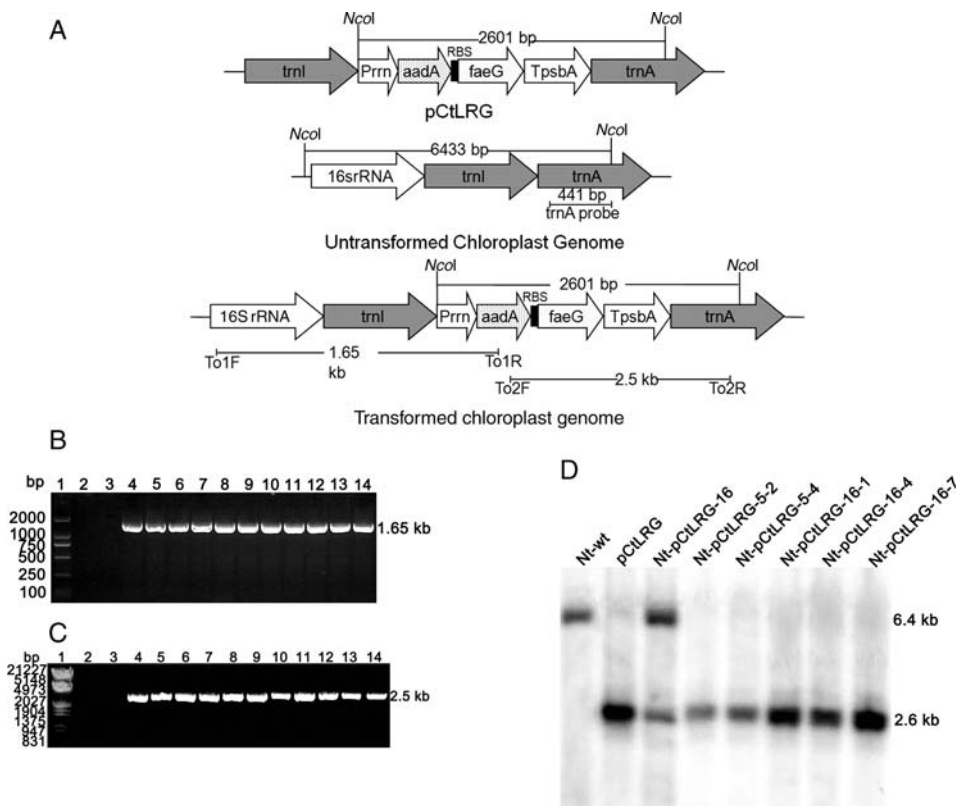 A
NcoI NcoI
2601 bp
RBS
trnI Prrn aadA faeG TpsbA trnA
pCtLRG
NcoI NcoI
6433 bp
16srRNA trnI trnA
441 bp
trnA probe
Untransformed Chloroplast Genome
NcoI NcoI
2601 bp
RBS
16S rRNA trnI Prrn aadA faeG TpsbA trnA
To1F 1.65 kb To1R
To2F 2.5 kb To2R
Transformed chloroplast genome
B
bp 1 2 3 4 5 6 7 8 9 10 11 12 13 14
2000
1000
750
500
250
100
1.65 kb
C
bp 1 2 3 4 5 6 7 8 9 10 11 12 13 14
21227
5148
4973
2027
1904
1375
947
831
2.5 kb
D
Nt-wt
pCtLRG
Nt-pCtLRG-16
Nt-pCtLRG-5-2
Nt-pCtLRG-5-4
Nt-pCtLRG-16-1
Nt-pCtLRG-16-4
Nt-pCtLRG-16-7
6.4 kb
2.6 kb